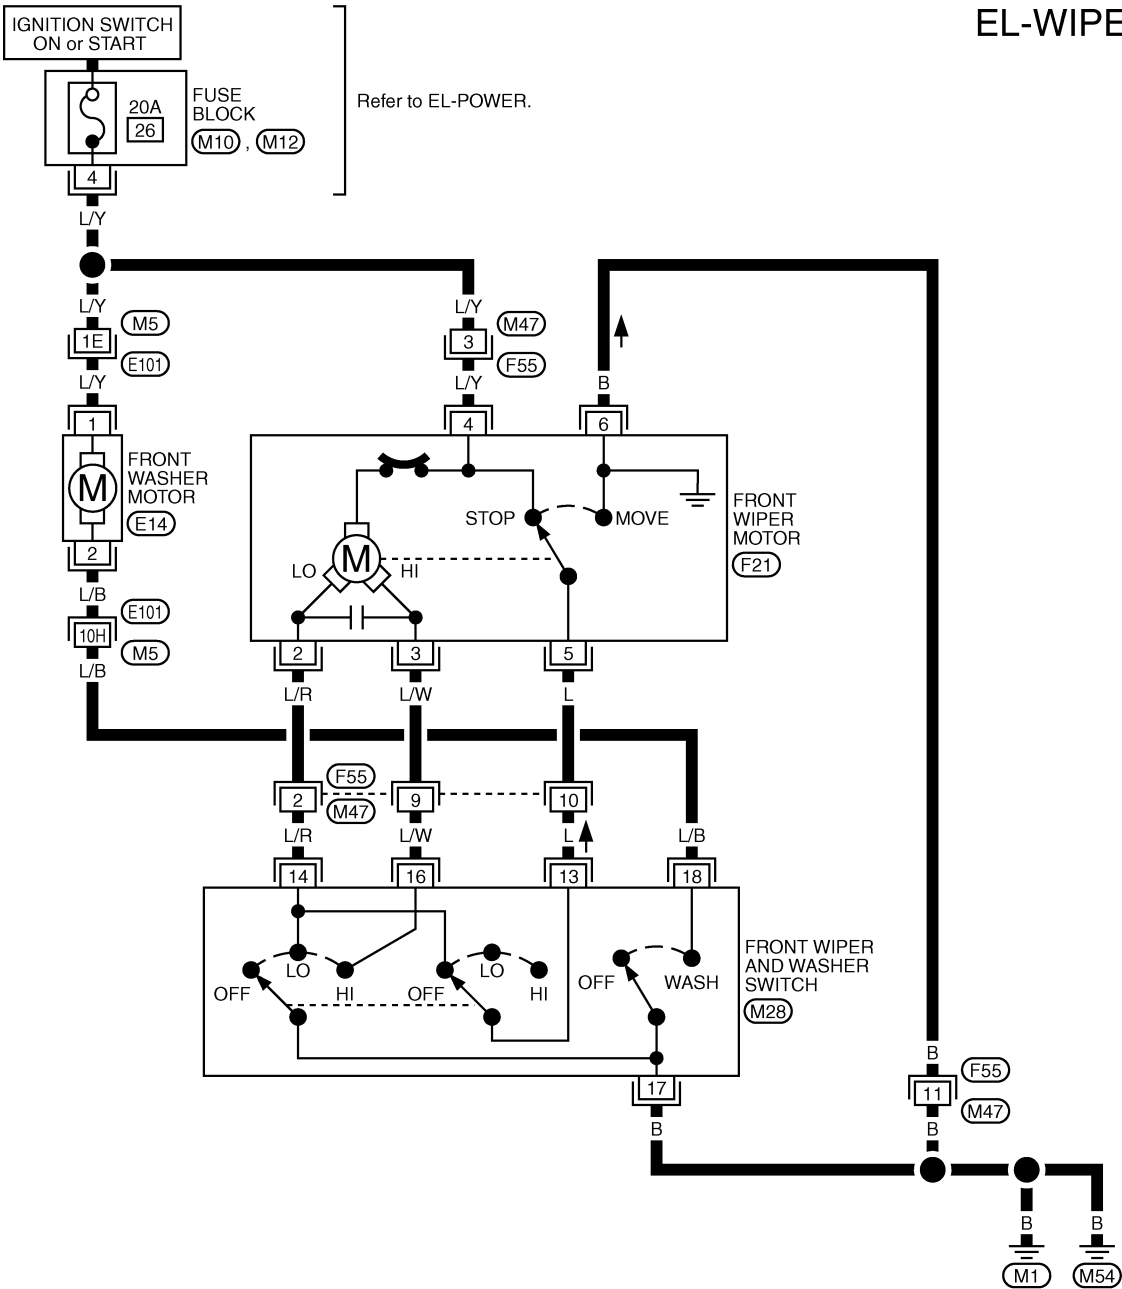 EL-WIPE
IGNITION SWITCH
ON or START
FUSE
BLOCK
20A
26
M10 , M12
Refer to EL-POWER.
4
L/Y
L/Y
1E
M5
E101
L/Y
L/Y
3
M47
F55
L/Y
B
1
4
6
M
FRONT
WASHER
MOTOR
E14
2
STOP
MOVE
FRONT
WIPER
MOTOR
F21
M
LO
HI
L/B
E101
10H
M5
L/B
2
3
5
L/R
L/W
L
F55
2
9
10
M47
L/R
L/W
L
L/B
14
16
13
18
LO
OFF
HI
LO
OFF
HI
OFF
WASH
FRONT WIPER
AND WASHER
SWITCH
M28
17
B
B
F55
11
M47
B
B
B
M1
M54